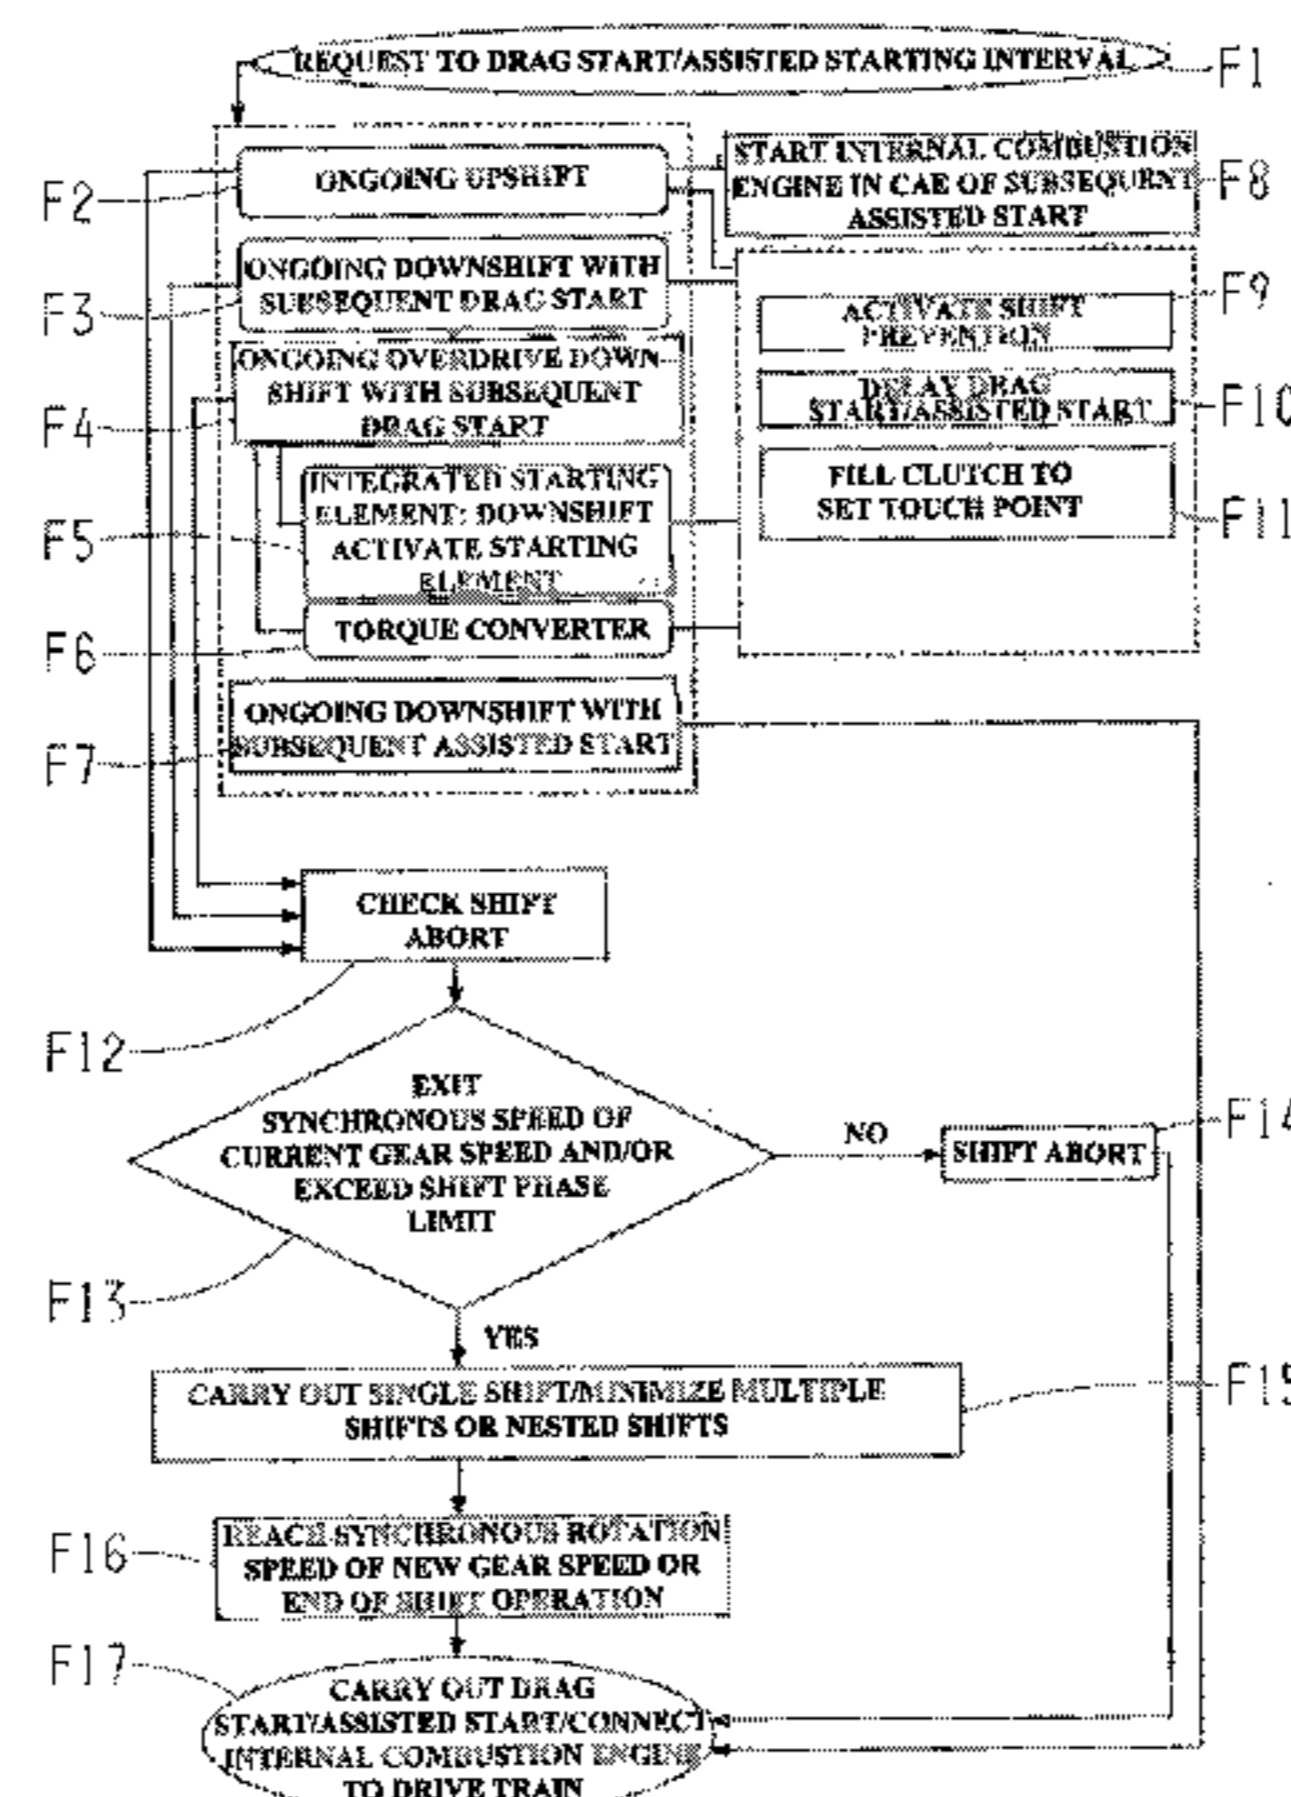 REQUEST TO DRAG START/ASSISTED STARTING INTERVAL
F1
ONGOING UPSHIFT
F2
START INTERNAL COMBUSTION
ENGINE IN CAE OF SUBSEQUENT
ASSISTED START
F8
ONGOING DOWNSHIFT WITH
SUBSEQUENT DRAG START
F3
ACTIVATE SHIFT
PREVENTION
F9
ONGOING OVERDRIVE DOWN
SHIFT WITH SUBSEQUENT
DRAG START
F4
DELAY DRAG
START/ASSISTED START
F10
INTEGRATED STARTING
ELEMENT: DOWNSHIFT
ACTIVATE STARTING
ELEMENT
F5
FILL CLUTCH TO
SET TOUCH POINT
F11
TORQUE CONVERTER
F6
ONGOING DOWNSHIFT WITH
SUBSEQUENT ASSISTED START
F7
CHECK SHIFT
ABORT
F12
EXIT
SYNCHRONOUS SPEED OF
CURRENT GEAR SPEED AND/OR
EXCEED SHIFT PHASE
LIMIT
F13
NO
SHIFT ABORT
F14
YES
CARRY OUT SINGLE SHIFT/MINIMIZE MULTIPLE
SHIFTS OR NESTED SHIFTS
F15
REACH SYNCHRONOUS ROTATION
SPEED OF NEW GEAR SPEED OR
END OF SHIFT OPERATION
F16
CARRY OUT DRAG
START/ASSISTED START/CONNECT
INTERNAL COMBUSTION ENGINE
TO DRIVE TRAIN
F17